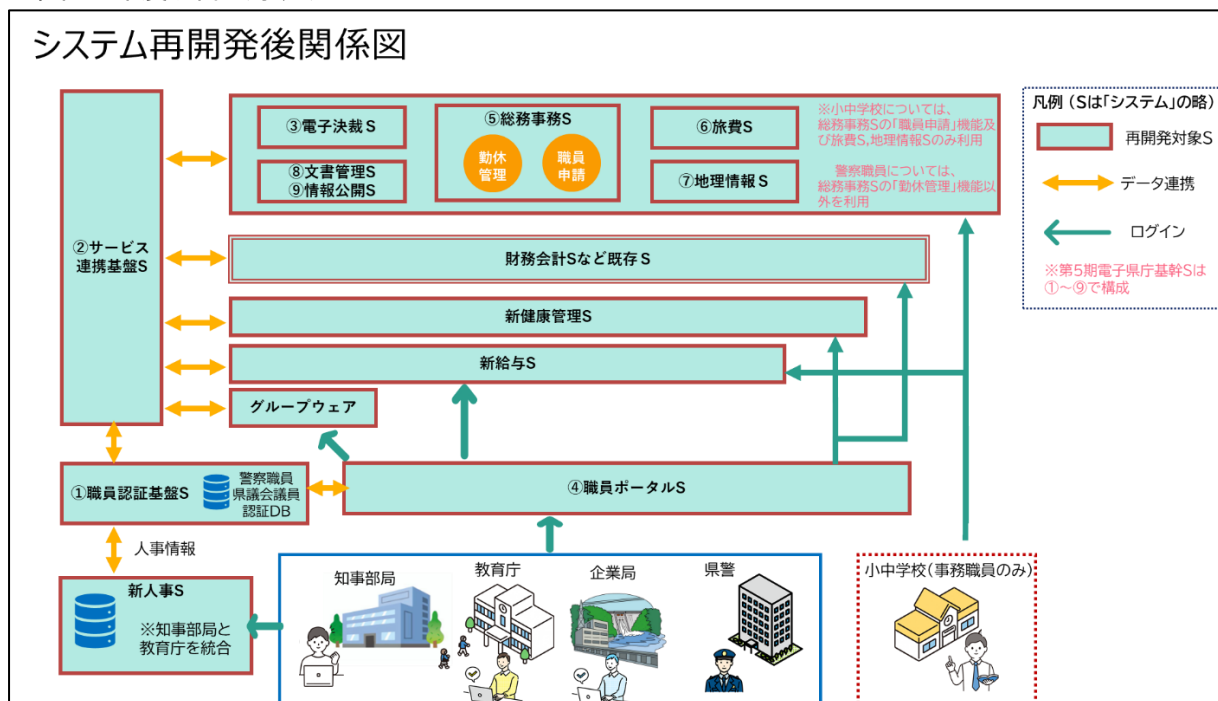 システム再開発後関係図
③電子決裁S
⑤総務事務S
勤休
管理
職員
申請
⑥旅費S
※小中学校については、
総務事務Sの「職員申請」機能及
び旅費S,地理情報Sのみ利用
⑧文書管理S
⑨情報公開S
⑦地理情報S
警察職員については、
総務事務Sの「勤休管理」機能以
外を利用
②サービス
連携基盤S
財務会計Sなど既存S
新健康管理S
新給与S
グループウェア
①職員認証基盤S
警察職員
県議会議員
認証DB
④職員ポータルS
人事情報
新人事S
※知事部局と
教育庁を統合
知事部局
教育庁
企業局
県警
小中学校(事務職員のみ)
凡例(Sは「システム」の略)
再開発対象S
データ連携
ログイン
※第5期電子県庁基幹Sは
①~⑨で構成